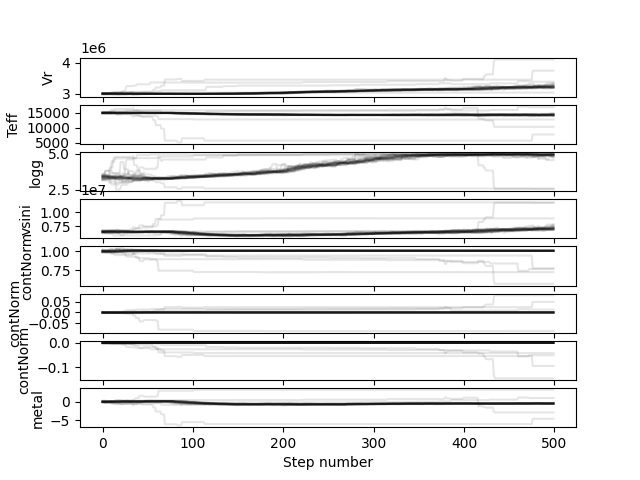 1e6
4
3
Vr
15000
10000
5000
Teff
5.0
2.5
logg
1e7
1.00
0.75
vsini
1.00
0.75
contNorm
0.05
0.00
−0.05
contNorm
0.0
−0.1
contNorm
0
−5
metal
0 100 200 300 400 500
Step number